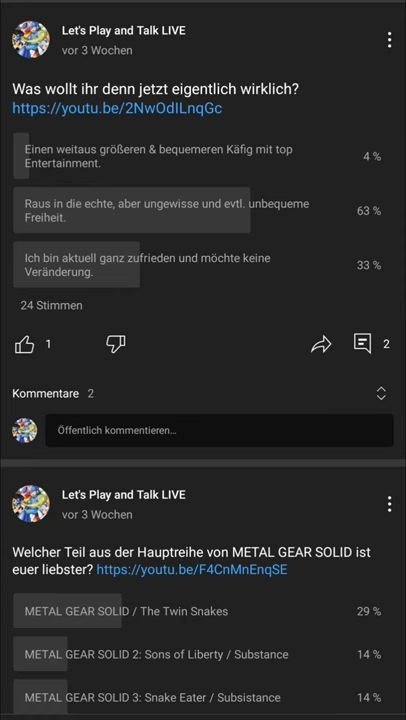 Let's Play and Talk LIVE
vor 3 Wochen
Was wollt ihr denn jetzt eigentlich wirklich?
https://youtu.be/2NwOdILnqGc
Einen weitaus größeren & bequemeren Käfig mit top
Entertainment.
4 %
Raus in die echte, aber ungewisse und evtl. unbequeme
Freiheit.
63 %
Ich bin aktuell ganz zufrieden und möchte keine
Veränderung.
33 %
24 Stimmen
1
2
Kommentare 2
Öffentlich kommentieren…
Let's Play and Talk LIVE
vor 3 Wochen
Welcher Teil aus der Hauptreihe von METAL GEAR SOLID ist
euer liebster? https://youtu.be/F4CnMnEnqSE
METAL GEAR SOLID / The Twin Snakes
29 %
METAL GEAR SOLID 2: Sons of Liberty / Substance
14 %
METAL GEAR SOLID 3: Snake Eater / Subsistance
14 %